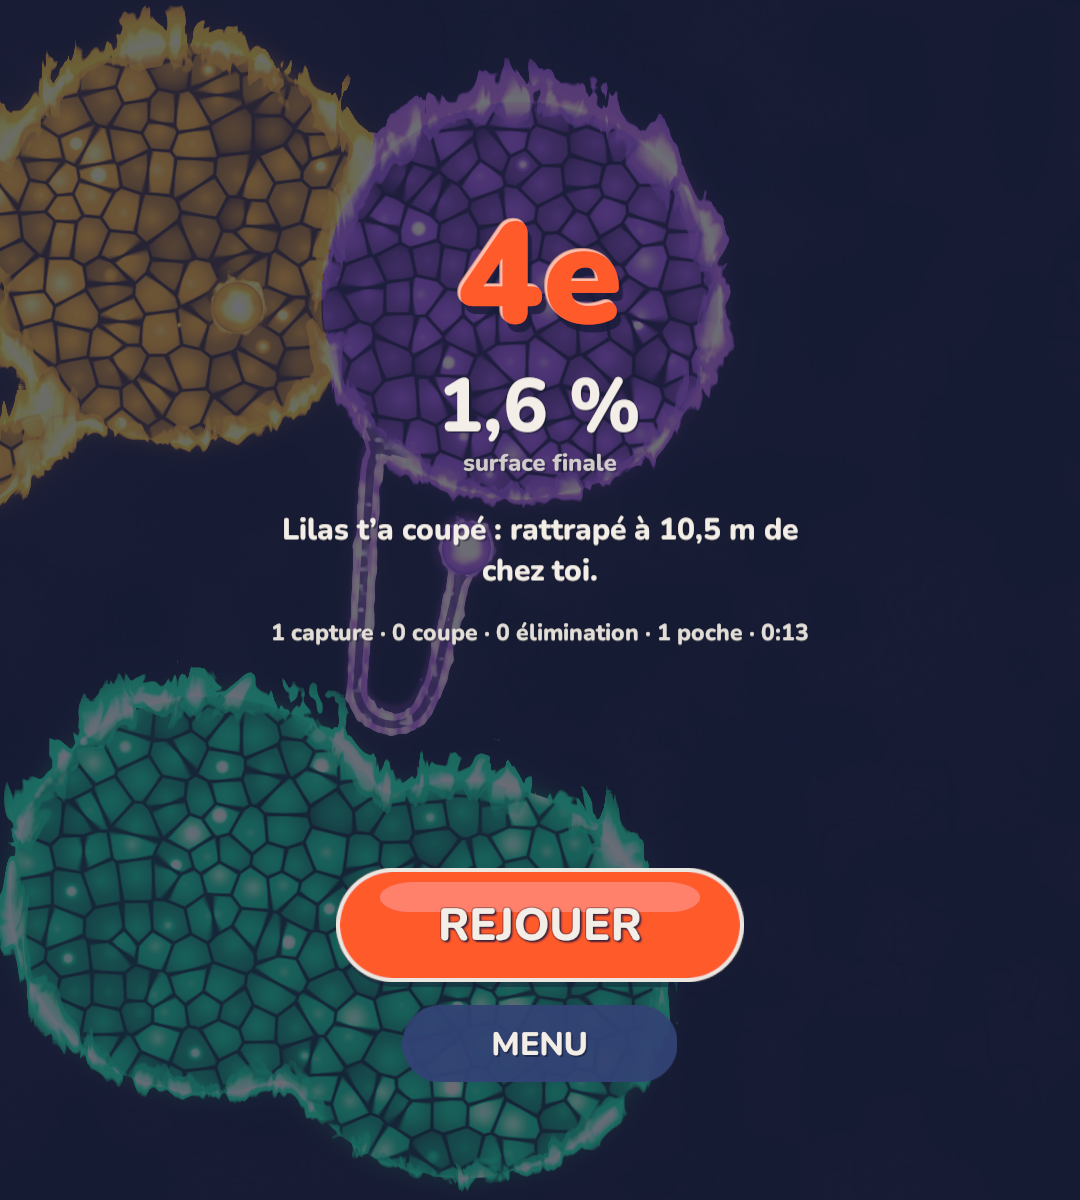 4e
1,6 %
surface finale
Lilas t’a coupé : rattrapé à 10,5 m de
chez toi.
1 capture · 0 coupe · 0 élimination · 1 poche · 0:13
REJOUER
MENU